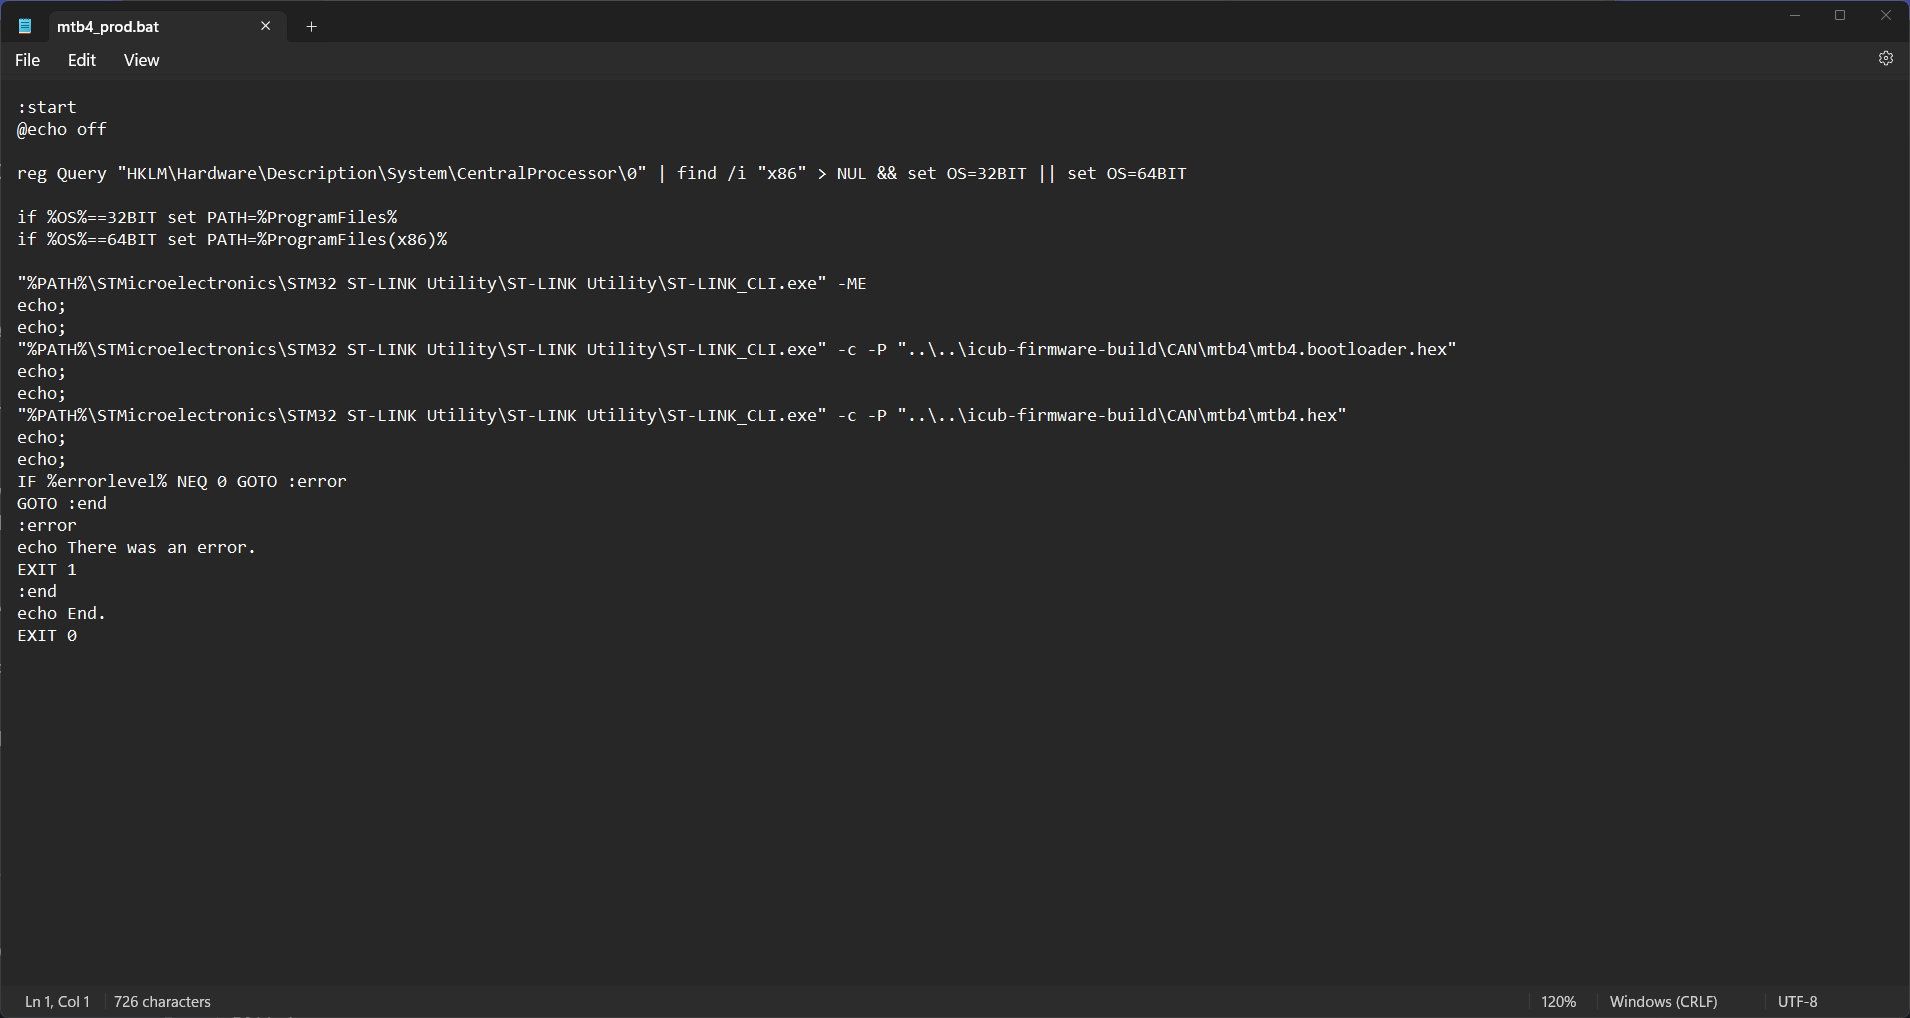 mtb4_prod.bat
File Edit View
:start
@echo off
reg Query "HKLM\Hardware\Description\System\CentralProcessor\0" | find /i "x86" > NUL && set OS=32BIT || set OS=64BIT
if %OS%==32BIT set PATH=%ProgramFiles%
if %OS%==64BIT set PATH=%ProgramFiles(x86)%
"%PATH%\STMicroelectronics\STM32 ST-LINK Utility\ST-LINK Utility\ST-LINK_CLI.exe" -ME
echo;
echo;
"%PATH%\STMicroelectronics\STM32 ST-LINK Utility\ST-LINK Utility\ST-LINK_CLI.exe" -c -P "..\..\icub-firmware-build\CAN\mtb4\mtb4.bootloader.hex"
echo;
echo;
"%PATH%\STMicroelectronics\STM32 ST-LINK Utility\ST-LINK Utility\ST-LINK_CLI.exe" -c -P "..\..\icub-firmware-build\CAN\mtb4\mtb4.hex"
echo;
echo;
IF %errorlevel% NEQ 0 GOTO :error
GOTO :end
:error
echo There was an error.
EXIT 1
:end
echo End.
EXIT 0
Ln 1, Col 1 726 characters 120% Windows (CRLF) UTF-8